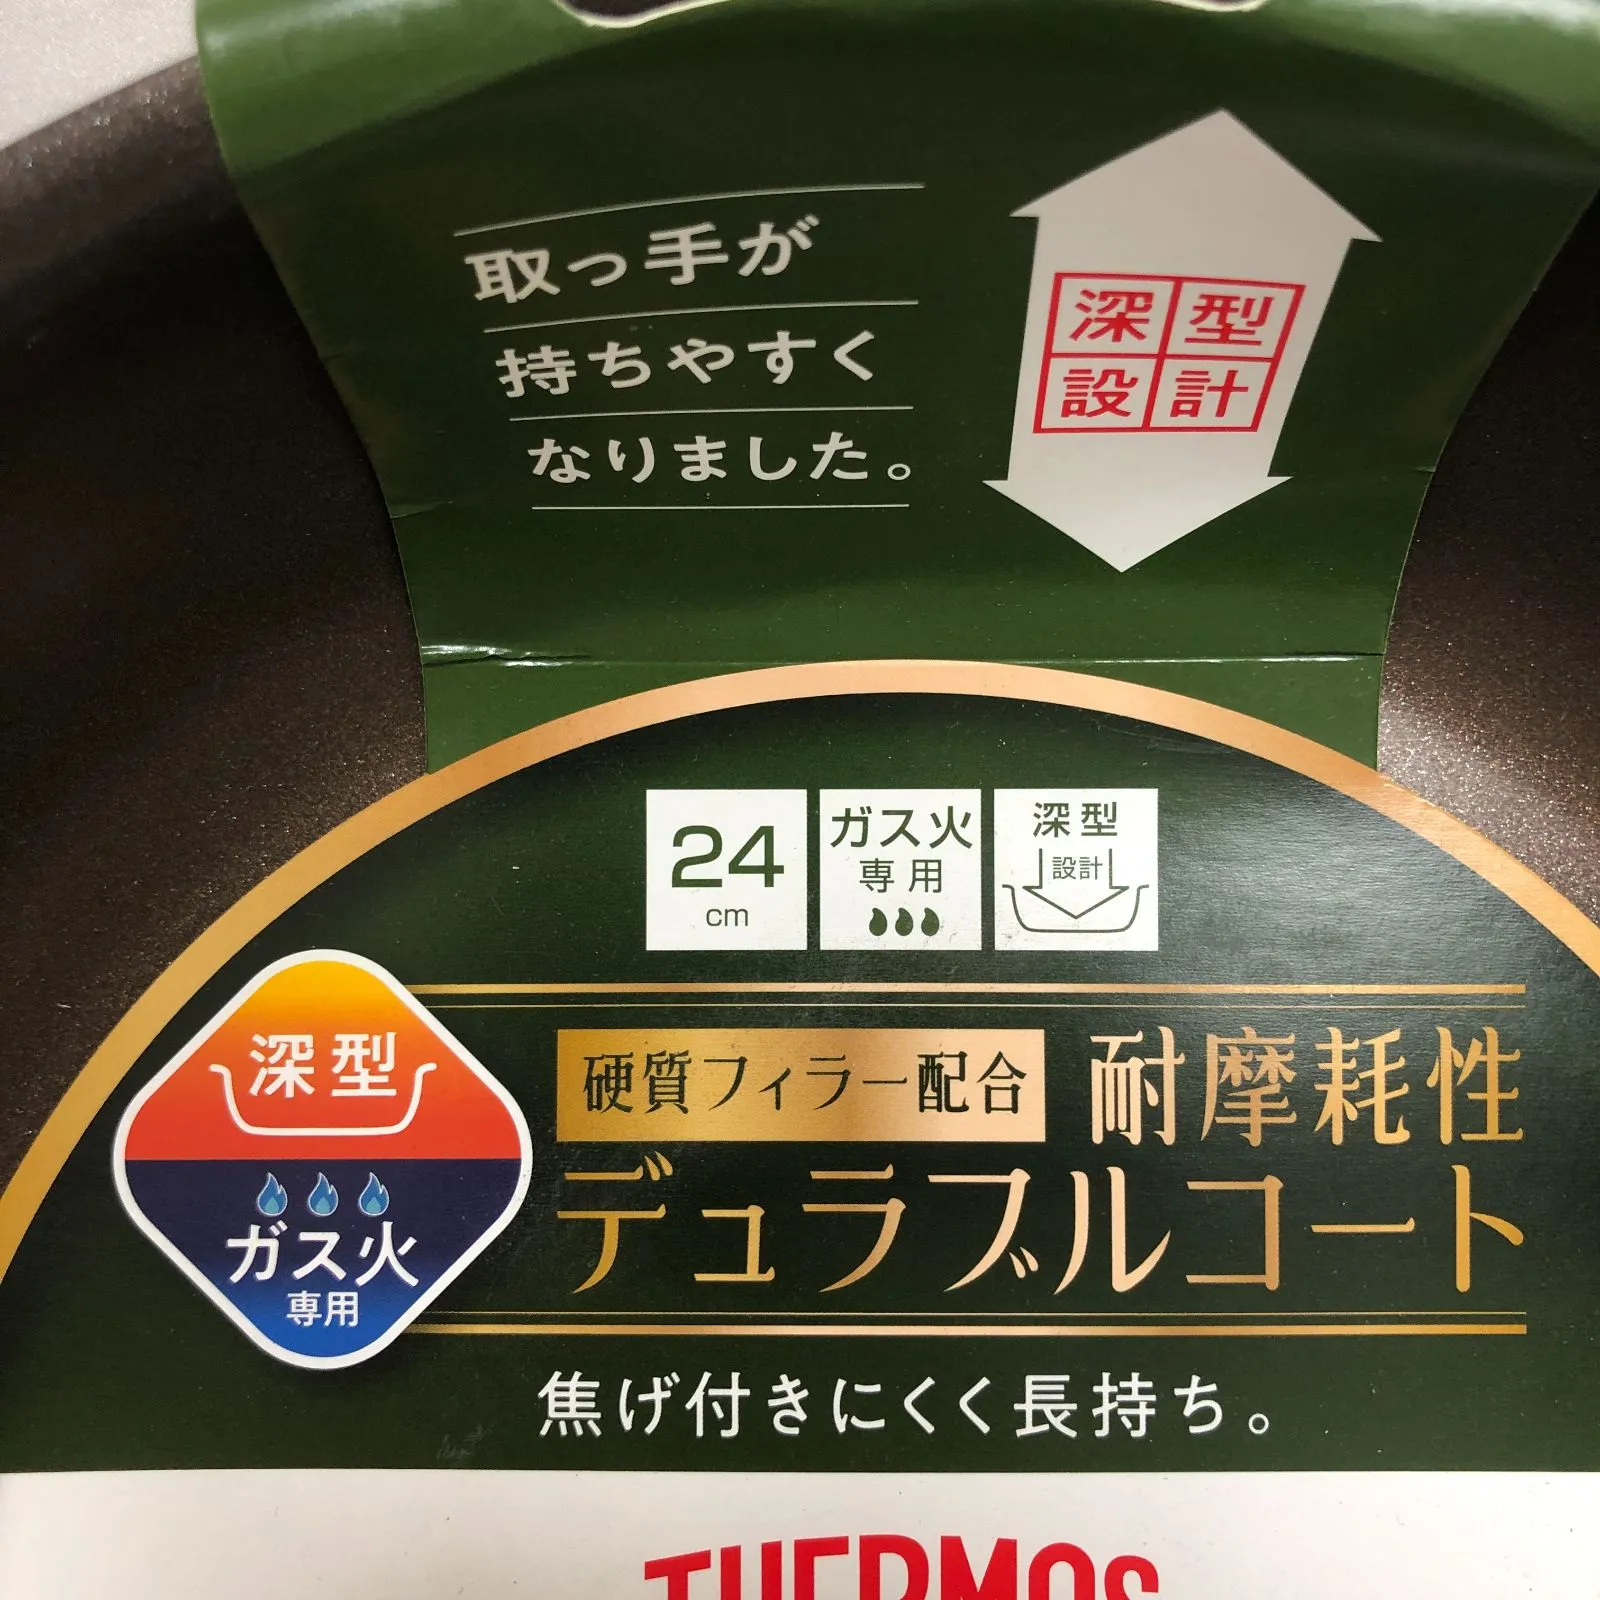 取っ手が
持ちやすく
なりました。
深型
設計
24
cm
ガス火
専用
深型
設計
深型
ガス火
専用
硬質フィラー配合 耐摩耗性
デュラブルコート
焦げ付きにくく長持ち。
THERMOS